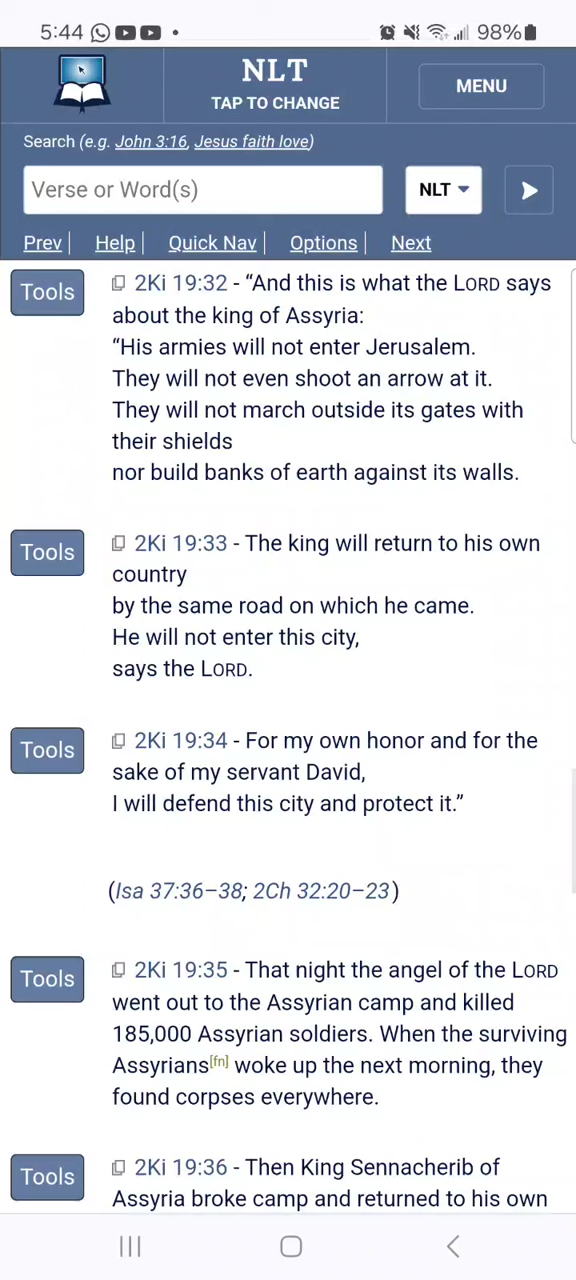 5:44 98%
NLT
TAP TO CHANGE
MENU
Search (e.g. John 3:16, Jesus faith love)
Verse or Word(s)
NLT
Prev | Help | Quick Nav | Options | Next
Tools
2Ki 19:32 - “And this is what the LORD says
about the king of Assyria:
“His armies will not enter Jerusalem.
They will not even shoot an arrow at it.
They will not march outside its gates with
their shields
nor build banks of earth against its walls.
Tools
2Ki 19:33 - The king will return to his own
country
by the same road on which he came.
He will not enter this city,
says the LORD.
Tools
2Ki 19:34 - For my own honor and for the
sake of my servant David,
I will defend this city and protect it.”
(Isa 37:36–38; 2Ch 32:20–23)
Tools
2Ki 19:35 - That night the angel of the LORD
went out to the Assyrian camp and killed
185,000 Assyrian soldiers. When the surviving
Assyrians[fn] woke up the next morning, they
found corpses everywhere.
Tools
2Ki 19:36 - Then King Sennacherib of
Assyria broke camp and returned to his own